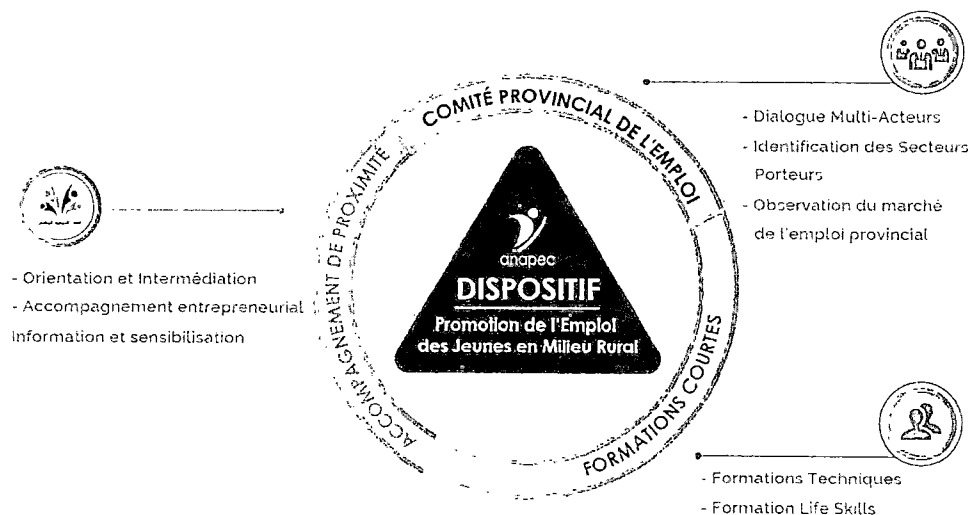 COMITÉ PROVINCIAL DE L'EMPLOI
- Dialogue Multi-Acteurs
- Identification des Secteurs
Porteurs
- Observation du marché
de l'emploi provincial
ACCOMPAGNEMENT DE PROXIMITÉ
- Orientation et Intermédiation
- Accompagnement entrepreneurial
Information et sensibilisation
anapec
DISPOSITIF
Promotion de l'Emploi
des Jeunes en Milieu Rural
FORMATIONS COURTES
- Formations Techniques
- Formation Life Skills